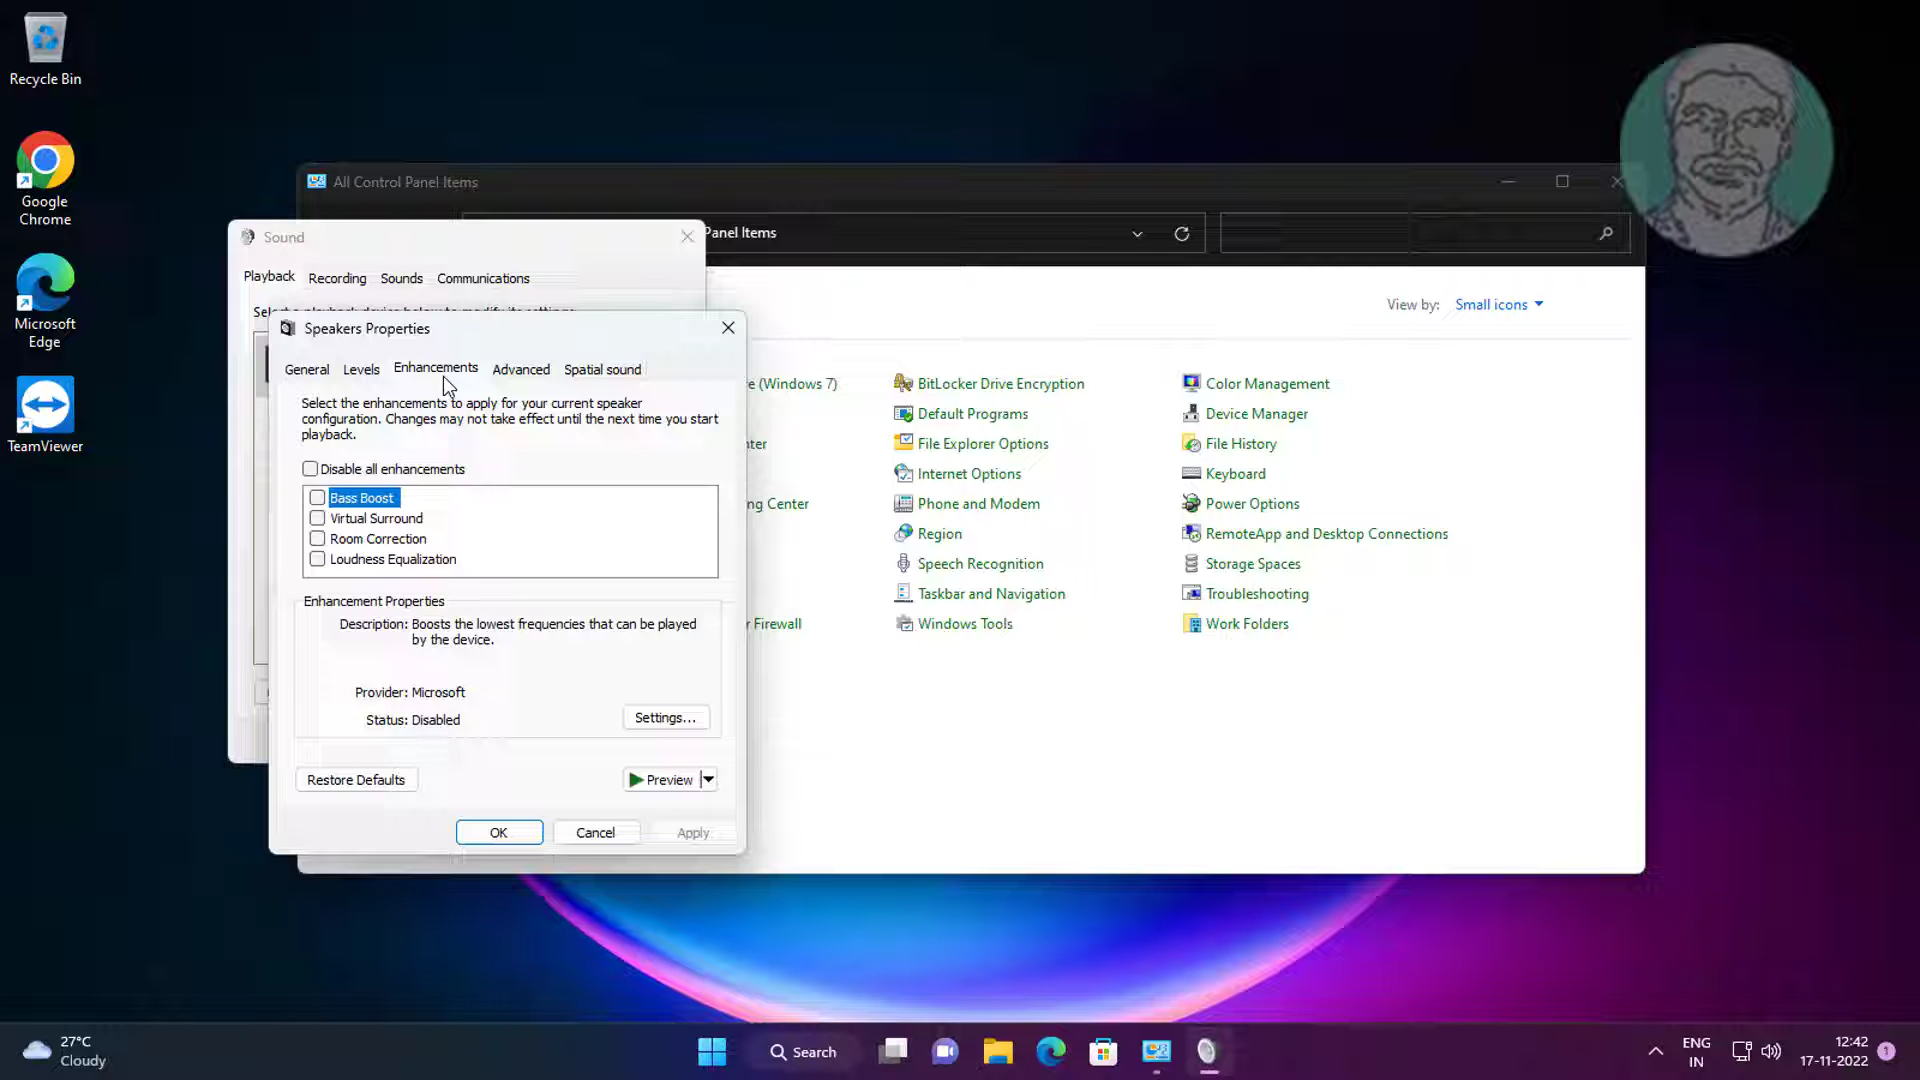 Recycle Bin
Google
Chrome
Microsoft
Edge
TeamViewer
All Control Panel Items
Panel Items
View by: Small icons
Sound
Playback Recording Sounds Communications
Select a playback device below to modify its settings:
Speakers Properties
General Levels Enhancements Advanced Spatial sound
Select the enhancements to apply for your current speaker
configuration. Changes may not take effect until the next time you start
playback.
Disable all enhancements
Bass Boost
Virtual Surround
Room Correction
Loudness Equalization
Enhancement Properties
Description: Boosts the lowest frequencies that can be played
by the device.
Provider: Microsoft
Status: Disabled
Settings...
Restore Defaults
Preview
OK Cancel Apply
e (Windows 7) BitLocker Drive Encryption Color Management
Default Programs Device Manager
nter File Explorer Options File History
Internet Options Keyboard
ng Center Phone and Modem Power Options
Region RemoteApp and Desktop Connections
Speech Recognition Storage Spaces
Taskbar and Navigation Troubleshooting
r Firewall Windows Tools Work Folders
27°C
Cloudy
Search
ENG
IN
12:42
17-11-2022
1